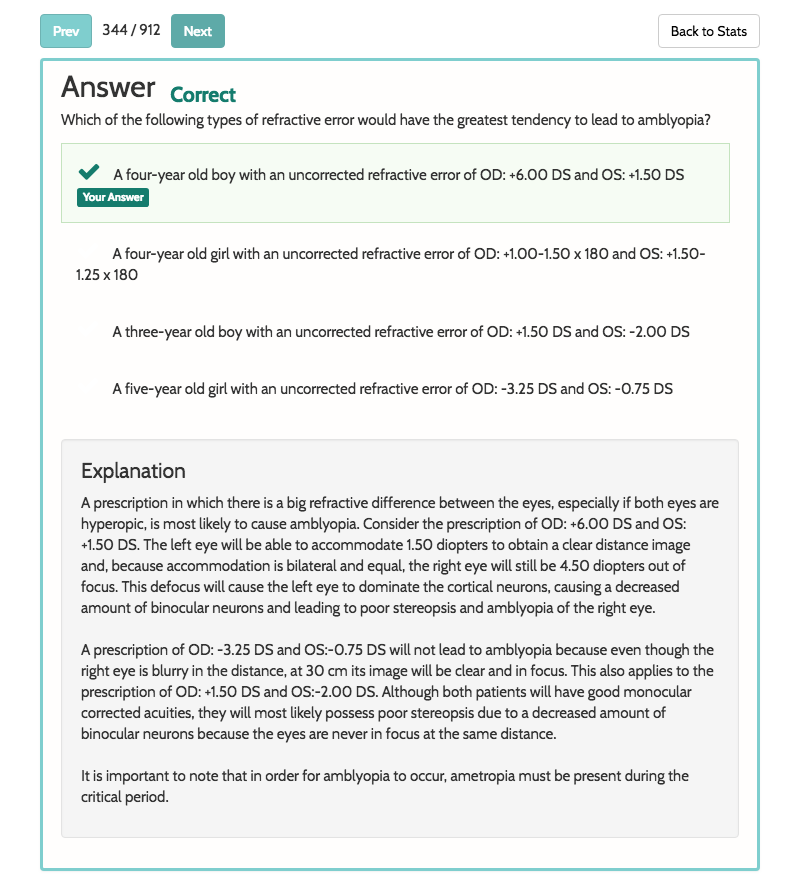 Prev 344 / 912 Next Back to Stats
Answer Correct
Which of the following types of refractive error would have the greatest tendency to lead to amblyopia?
A four-year old boy with an uncorrected refractive error of OD: +6.00 DS and OS: +1.50 DS
Your Answer
A four-year old girl with an uncorrected refractive error of OD: +1.00-1.50 x 180 and OS: +1.50-
1.25 x 180
A three-year old boy with an uncorrected refractive error of OD: +1.50 DS and OS: -2.00 DS
A five-year old girl with an uncorrected refractive error of OD: -3.25 DS and OS: -0.75 DS
Explanation
A prescription in which there is a big refractive difference between the eyes, especially if both eyes are
hyperopic, is most likely to cause amblyopia. Consider the prescription of OD: +6.00 DS and OS:
+1.50 DS. The left eye will be able to accommodate 1.50 diopters to obtain a clear distance image
and, because accommodation is bilateral and equal, the right eye will still be 4.50 diopters out of
focus. This defocus will cause the left eye to dominate the cortical neurons, causing a decreased
amount of binocular neurons and leading to poor stereopsis and amblyopia of the right eye.
A prescription of OD: -3.25 DS and OS:-0.75 DS will not lead to amblyopia because even though the
right eye is blurry in the distance, at 30 cm its image will be clear and in focus. This also applies to the
prescription of OD: +1.50 DS and OS:-2.00 DS. Although both patients will have good monocular
corrected acuities, they will most likely possess poor stereopsis due to a decreased amount of
binocular neurons because the eyes are never in focus at the same distance.
It is important to note that in order for amblyopia to occur, ametropia must be present during the
critical period.